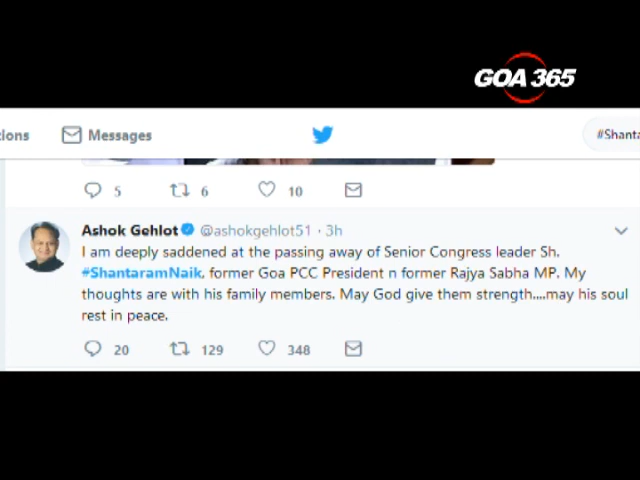 GOA 365
Messages
#Shanta
5 6 10
Ashok Gehlot @ashokgehlot51 · 3h
I am deeply saddened at the passing away of Senior Congress leader Sh.
#ShantaramNaik, former Goa PCC President n former Rajya Sabha MP. My
thoughts are with his family members. May God give them strength....may his soul
rest in peace.
20 129 348